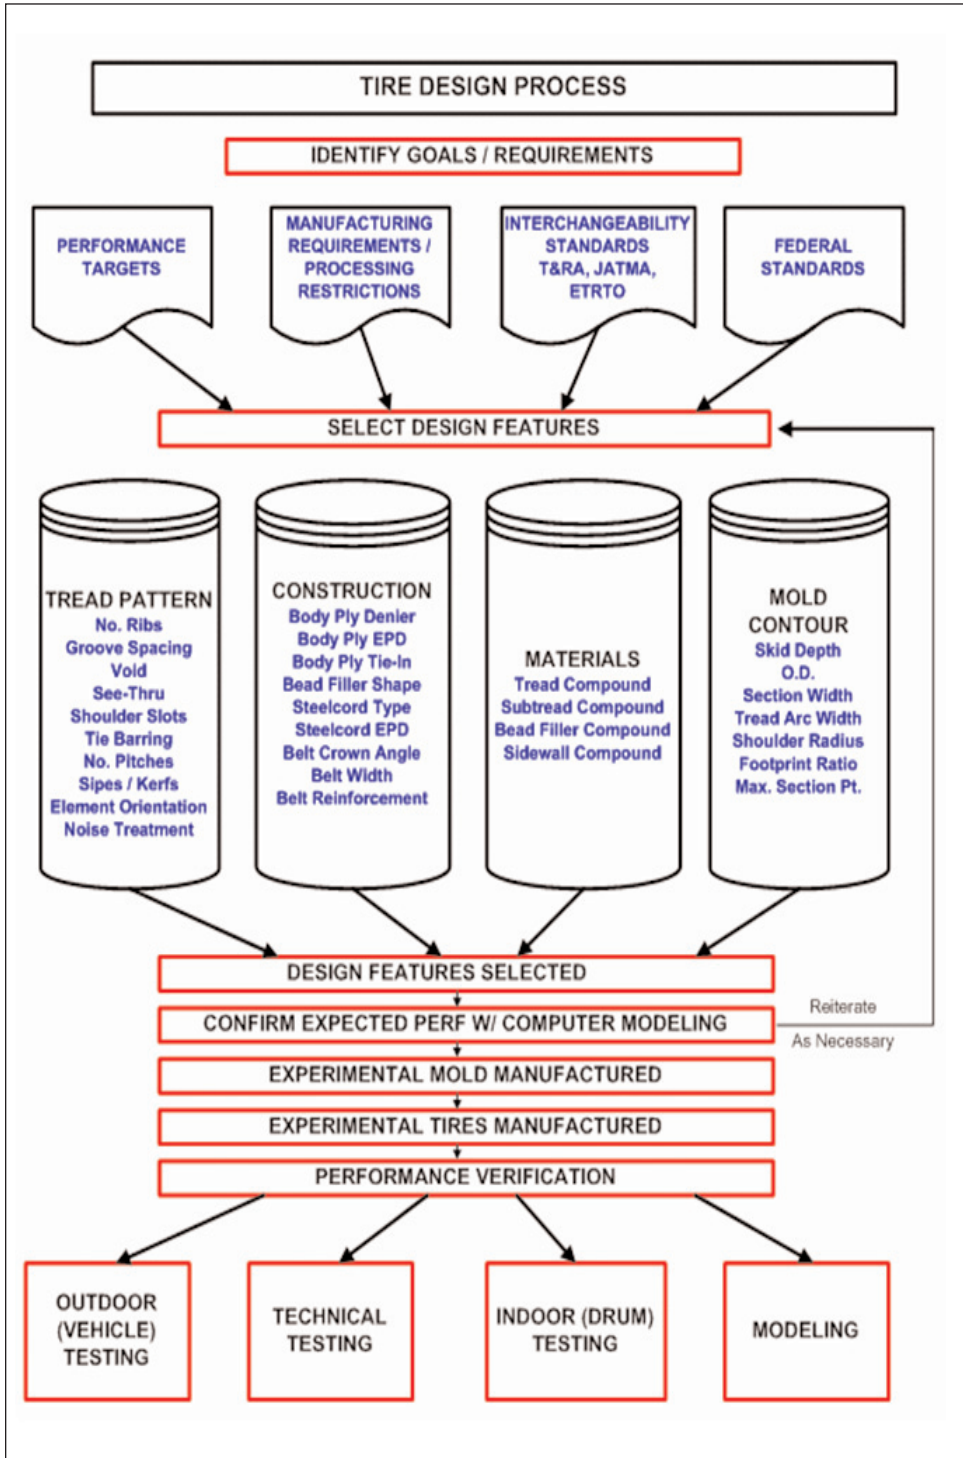 TIRE DESIGN PROCESS
IDENTIFY GOALS / REQUIREMENTS
PERFORMANCE
TARGETS
MANUFACTURING
REQUIREMENTS /
PROCESSING
RESTRICTIONS
INTERCHANGEABILITY
STANDARDS
T&RA, JATMA,
ETRTO
FEDERAL
STANDARDS
SELECT DESIGN FEATURES
TREAD PATTERN
No. Ribs
Groove Spacing
Void
See-Thru
Shoulder Slots
Tie Barring
No. Pitches
Sipes / Kerfs
Element Orientation
Noise Treatment
CONSTRUCTION
Body Ply Denier
Body Ply EPD
Body Ply Tie-In
Bead Filler Shape
Steelcord Type
Steelcord EPD
Belt Crown Angle
Belt Width
Belt Reinforcement
MATERIALS
Tread Compound
Subtread Compound
Bead Filler Compound
Sidewall Compound
MOLD
CONTOUR
Skid Depth
O.D.
Section Width
Tread Arc Width
Shoulder Radius
Footprint Ratio
Max. Section Pt.
DESIGN FEATURES SELECTED
CONFIRM EXPECTED PERF W/ COMPUTER MODELING
Reiterate
As Necessary
EXPERIMENTAL MOLD MANUFACTURED
EXPERIMENTAL TIRES MANUFACTURED
PERFORMANCE VERIFICATION
OUTDOOR
(VEHICLE)
TESTING
TECHNICAL
TESTING
INDOOR (DRUM)
TESTING
MODELING